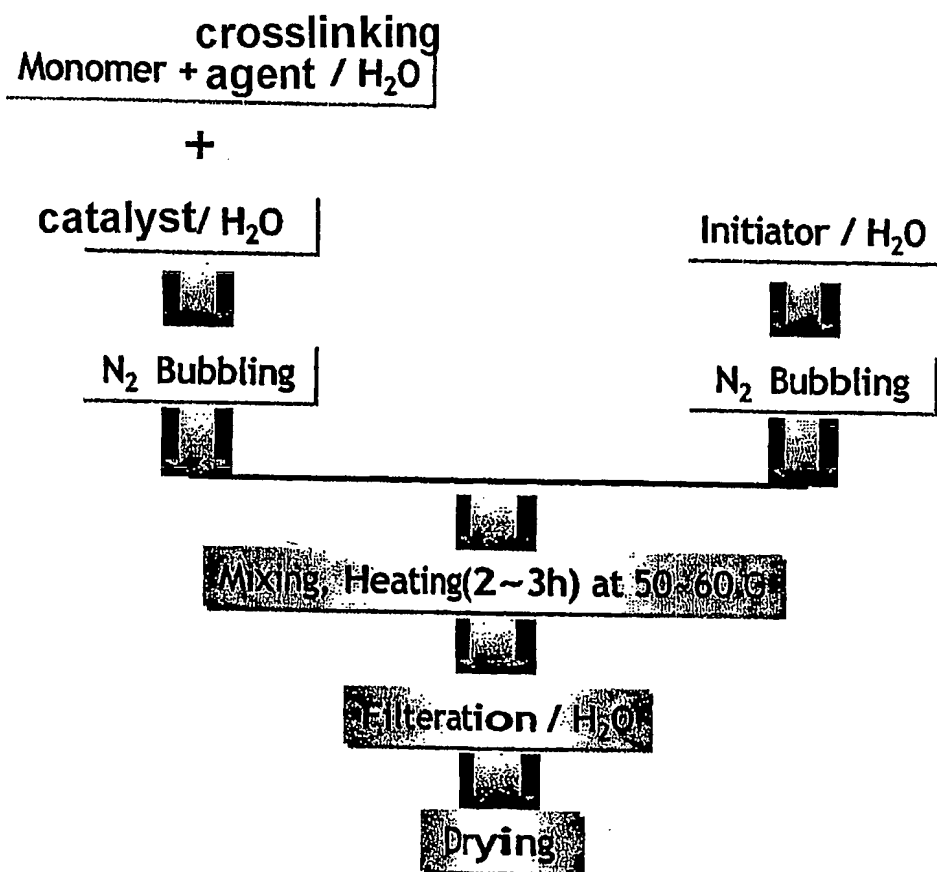 crosslinking
Monomer + agent / H₂O
+
catalyst/ H₂O
Initiator / H₂O
N₂ Bubbling
N₂ Bubbling
Mixing, Heating(2~3h) at 50~60℃
Filteration / H₂O
Drying